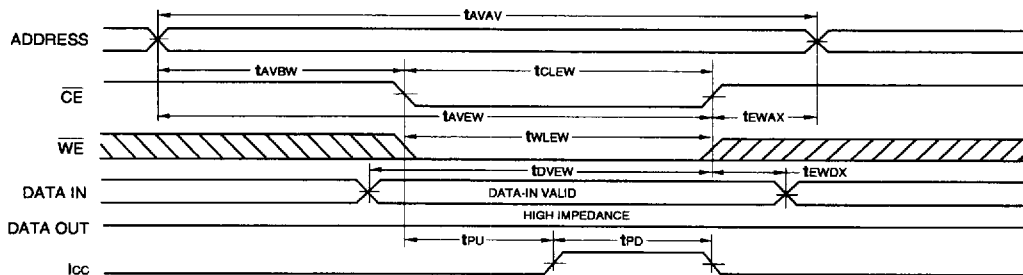 tAVAV
ADDRESS
tAVBW tCLEW
CE
tAVEW tEWAX
WE tWLEW
tDVEW tEWDX
DATA IN DATA-IN VALID
HIGH IMPEDANCE
DATA OUT
tPU tPD
Icc